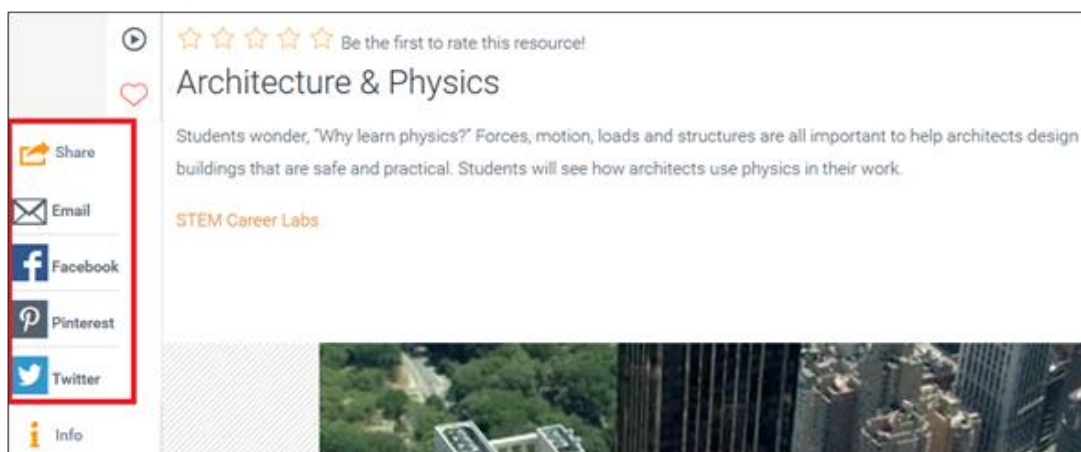 Be the first to rate this resource!
Architecture & Physics
Students wonder, "Why learn physics?" Forces, motion, loads and structures are all important to help architects design
buildings that are safe and practical. Students will see how architects use physics in their work.
STEM Career Labs
Share
Email
Facebook
Pinterest
Twitter
Info